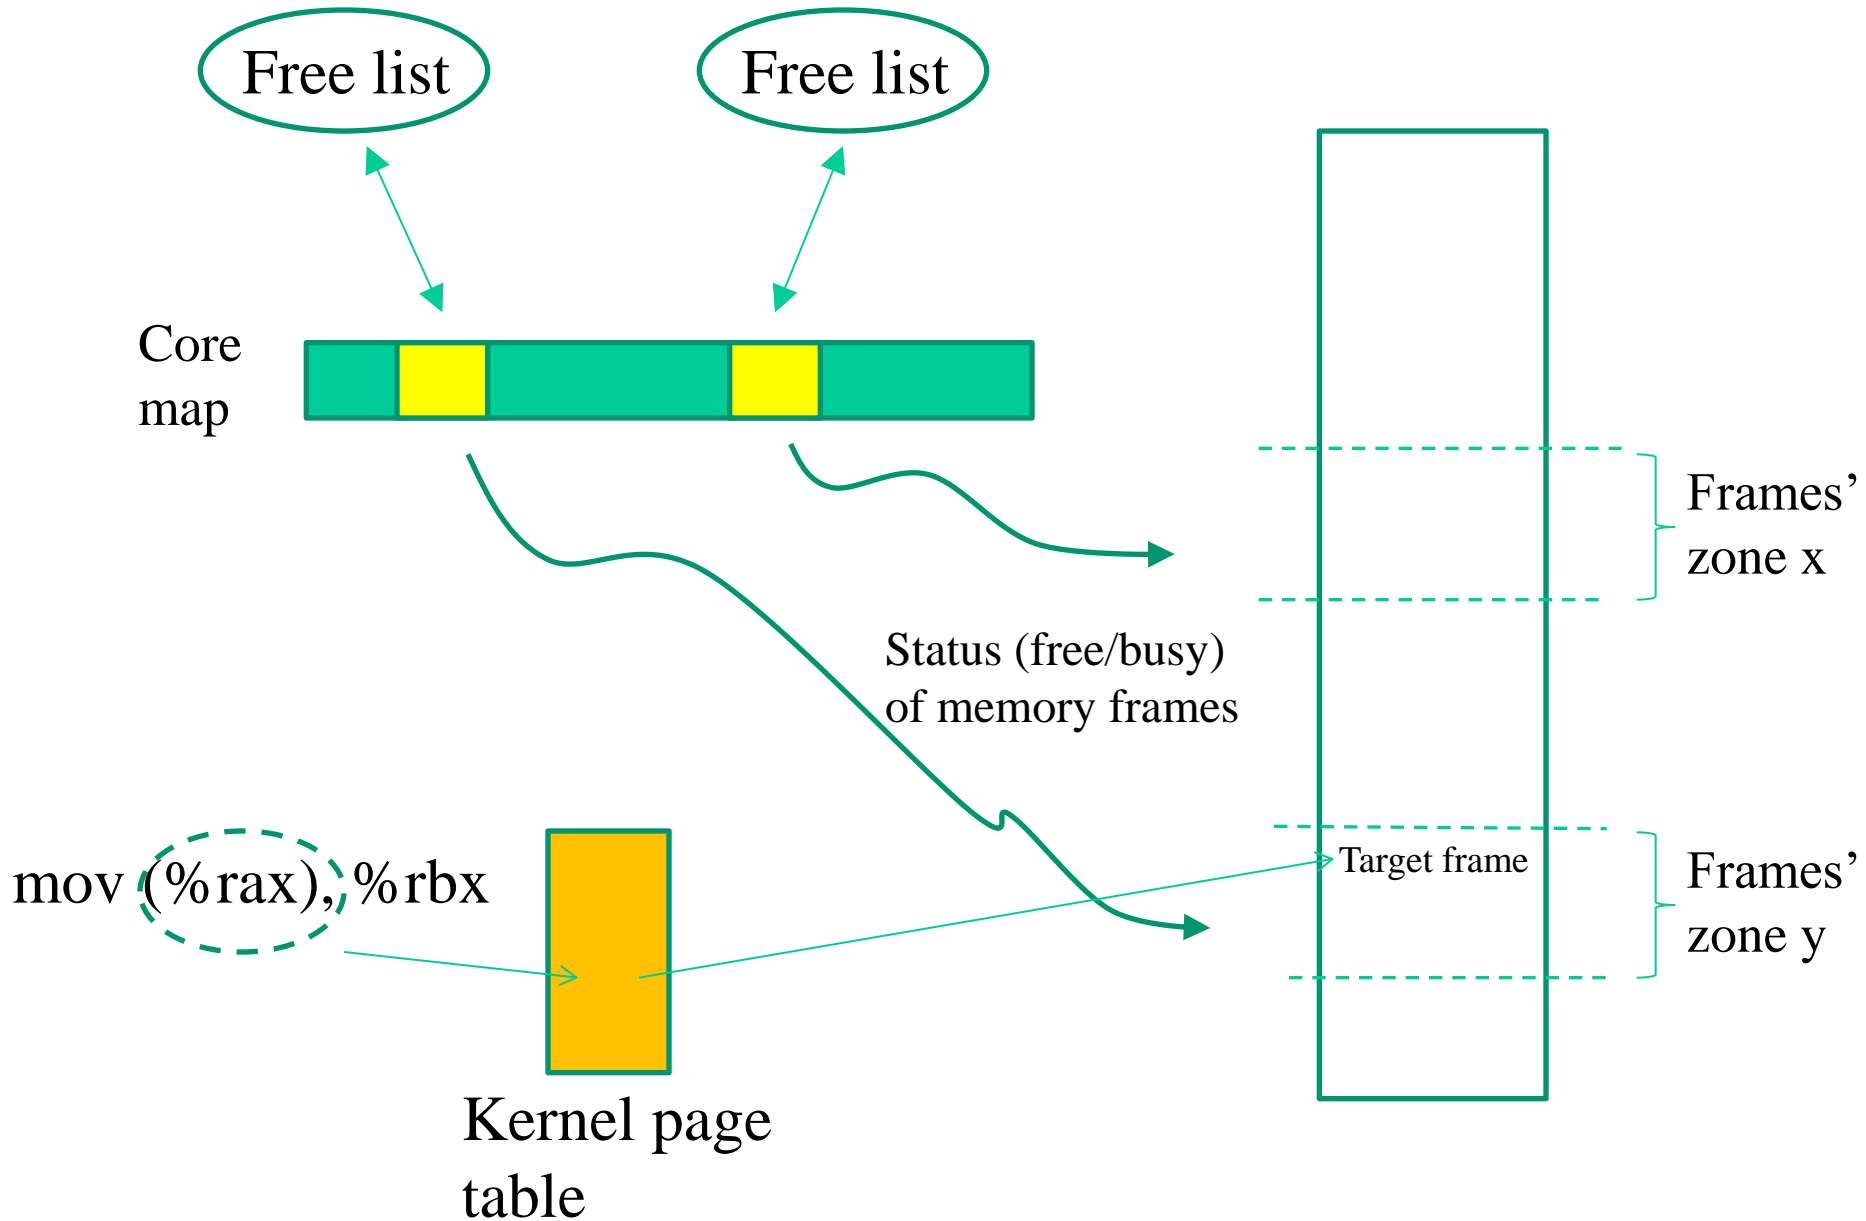 Free list
Free list
Core
map
Frames’
zone x
Status (free/busy)
of memory frames
mov (%rax), %rbx
Target frame
Frames’
zone y
Kernel page
table